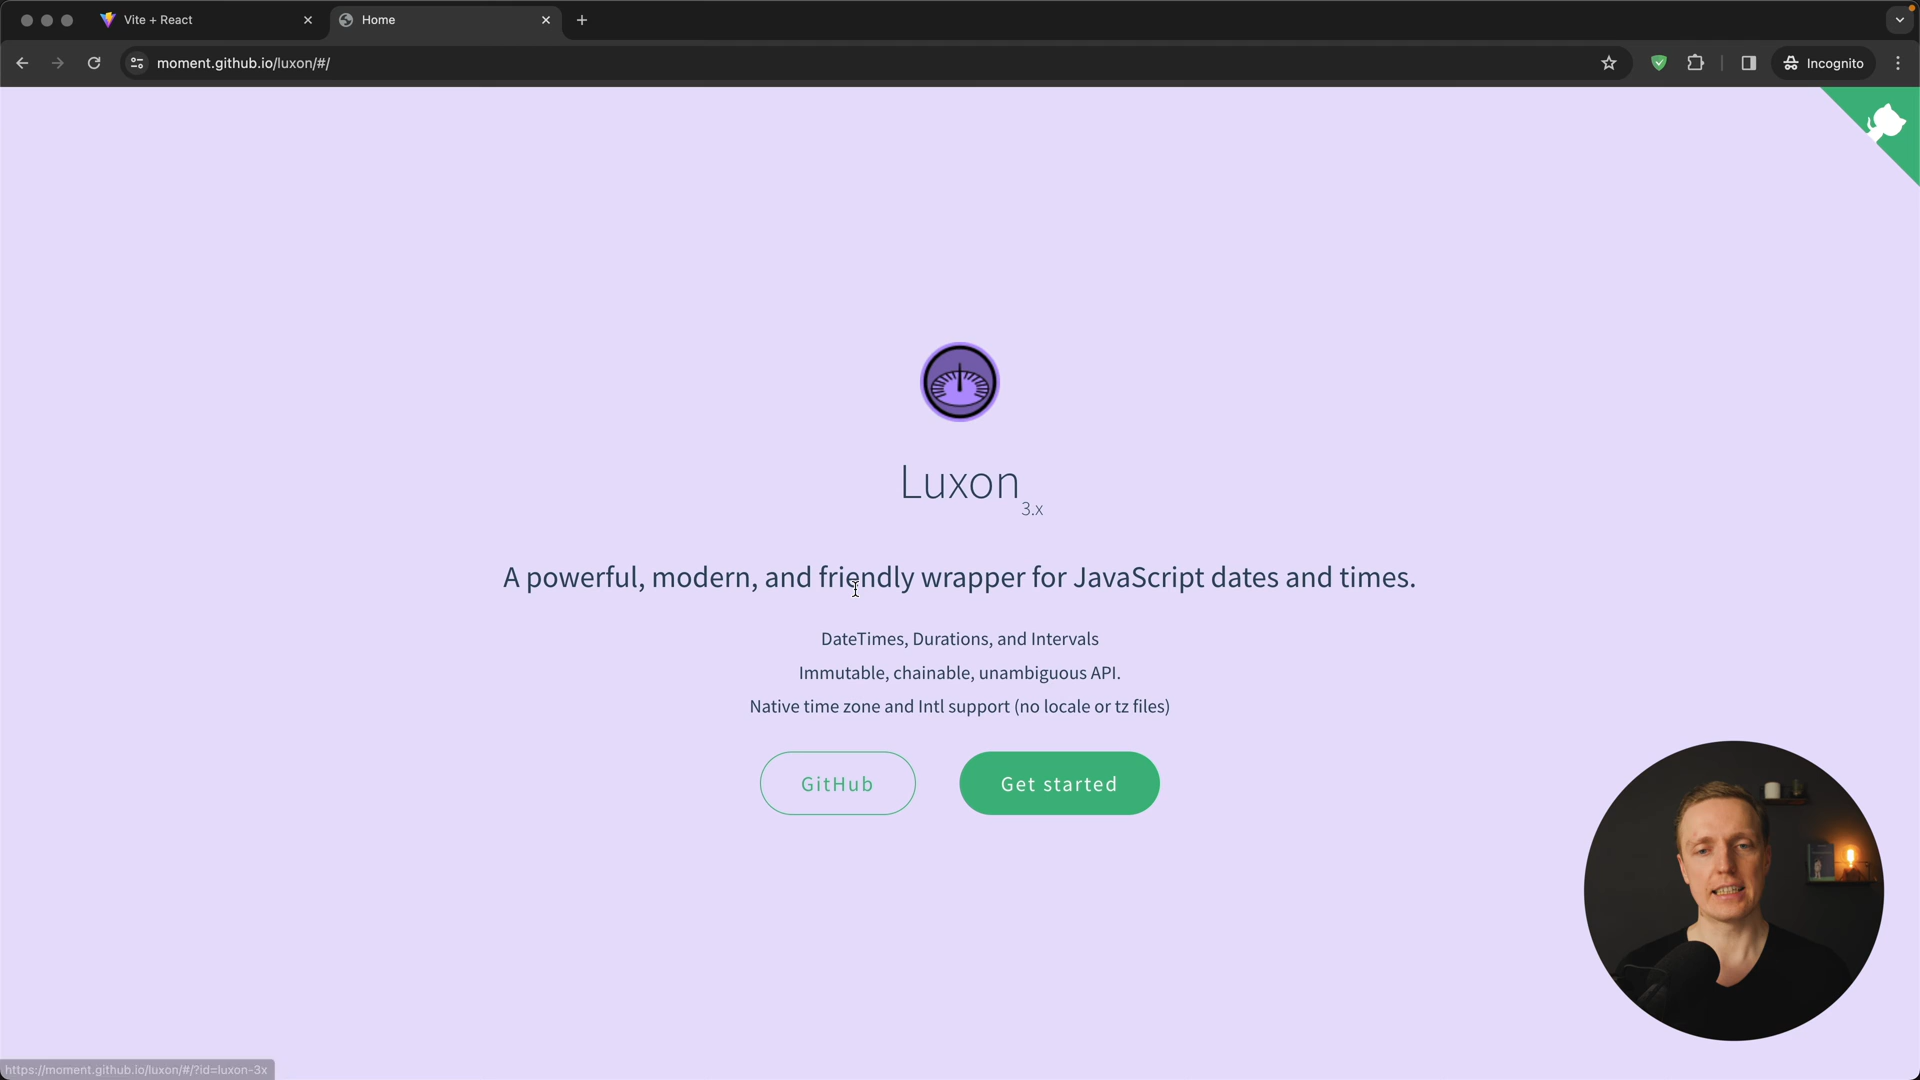 Vite + React
Home
moment.github.io/luxon/#/
Incognito
Luxon 3.x
A powerful, modern, and friendly wrapper for JavaScript dates and times.
DateTimes, Durations, and Intervals
Immutable, chainable, unambiguous API.
Native time zone and Intl support (no locale or tz files)
GitHub
Get started
https://moment.github.io/luxon/#/?id=luxon-3x